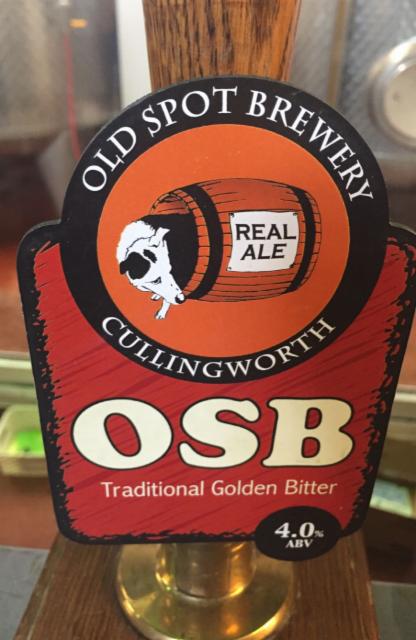 OLD SPOT BREWERY
REAL
ALE
CULLINGWORTH
OSB
Traditional Golden Bitter
4.0%
ABV